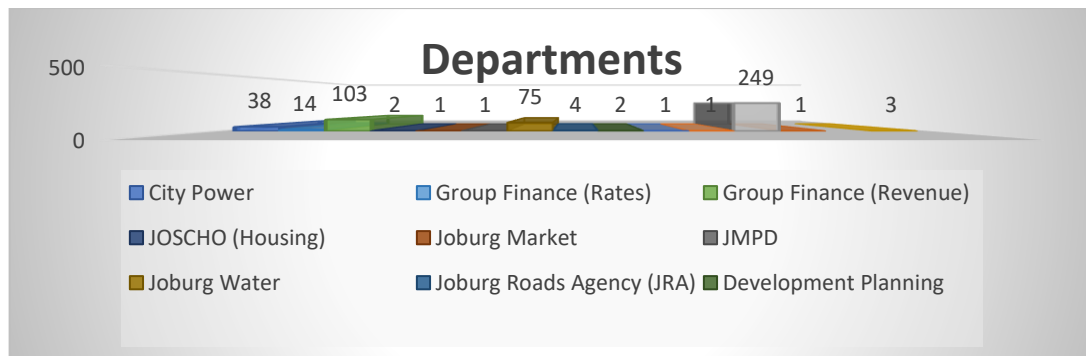 Departments
500
0
38 14 103 2 1 1 75 4 2 1 1 249 1 3
City Power Group Finance (Rates) Group Finance (Revenue)
JOSCHO (Housing) Joburg Market JMPD
Joburg Water Joburg Roads Agency (JRA) Development Planning